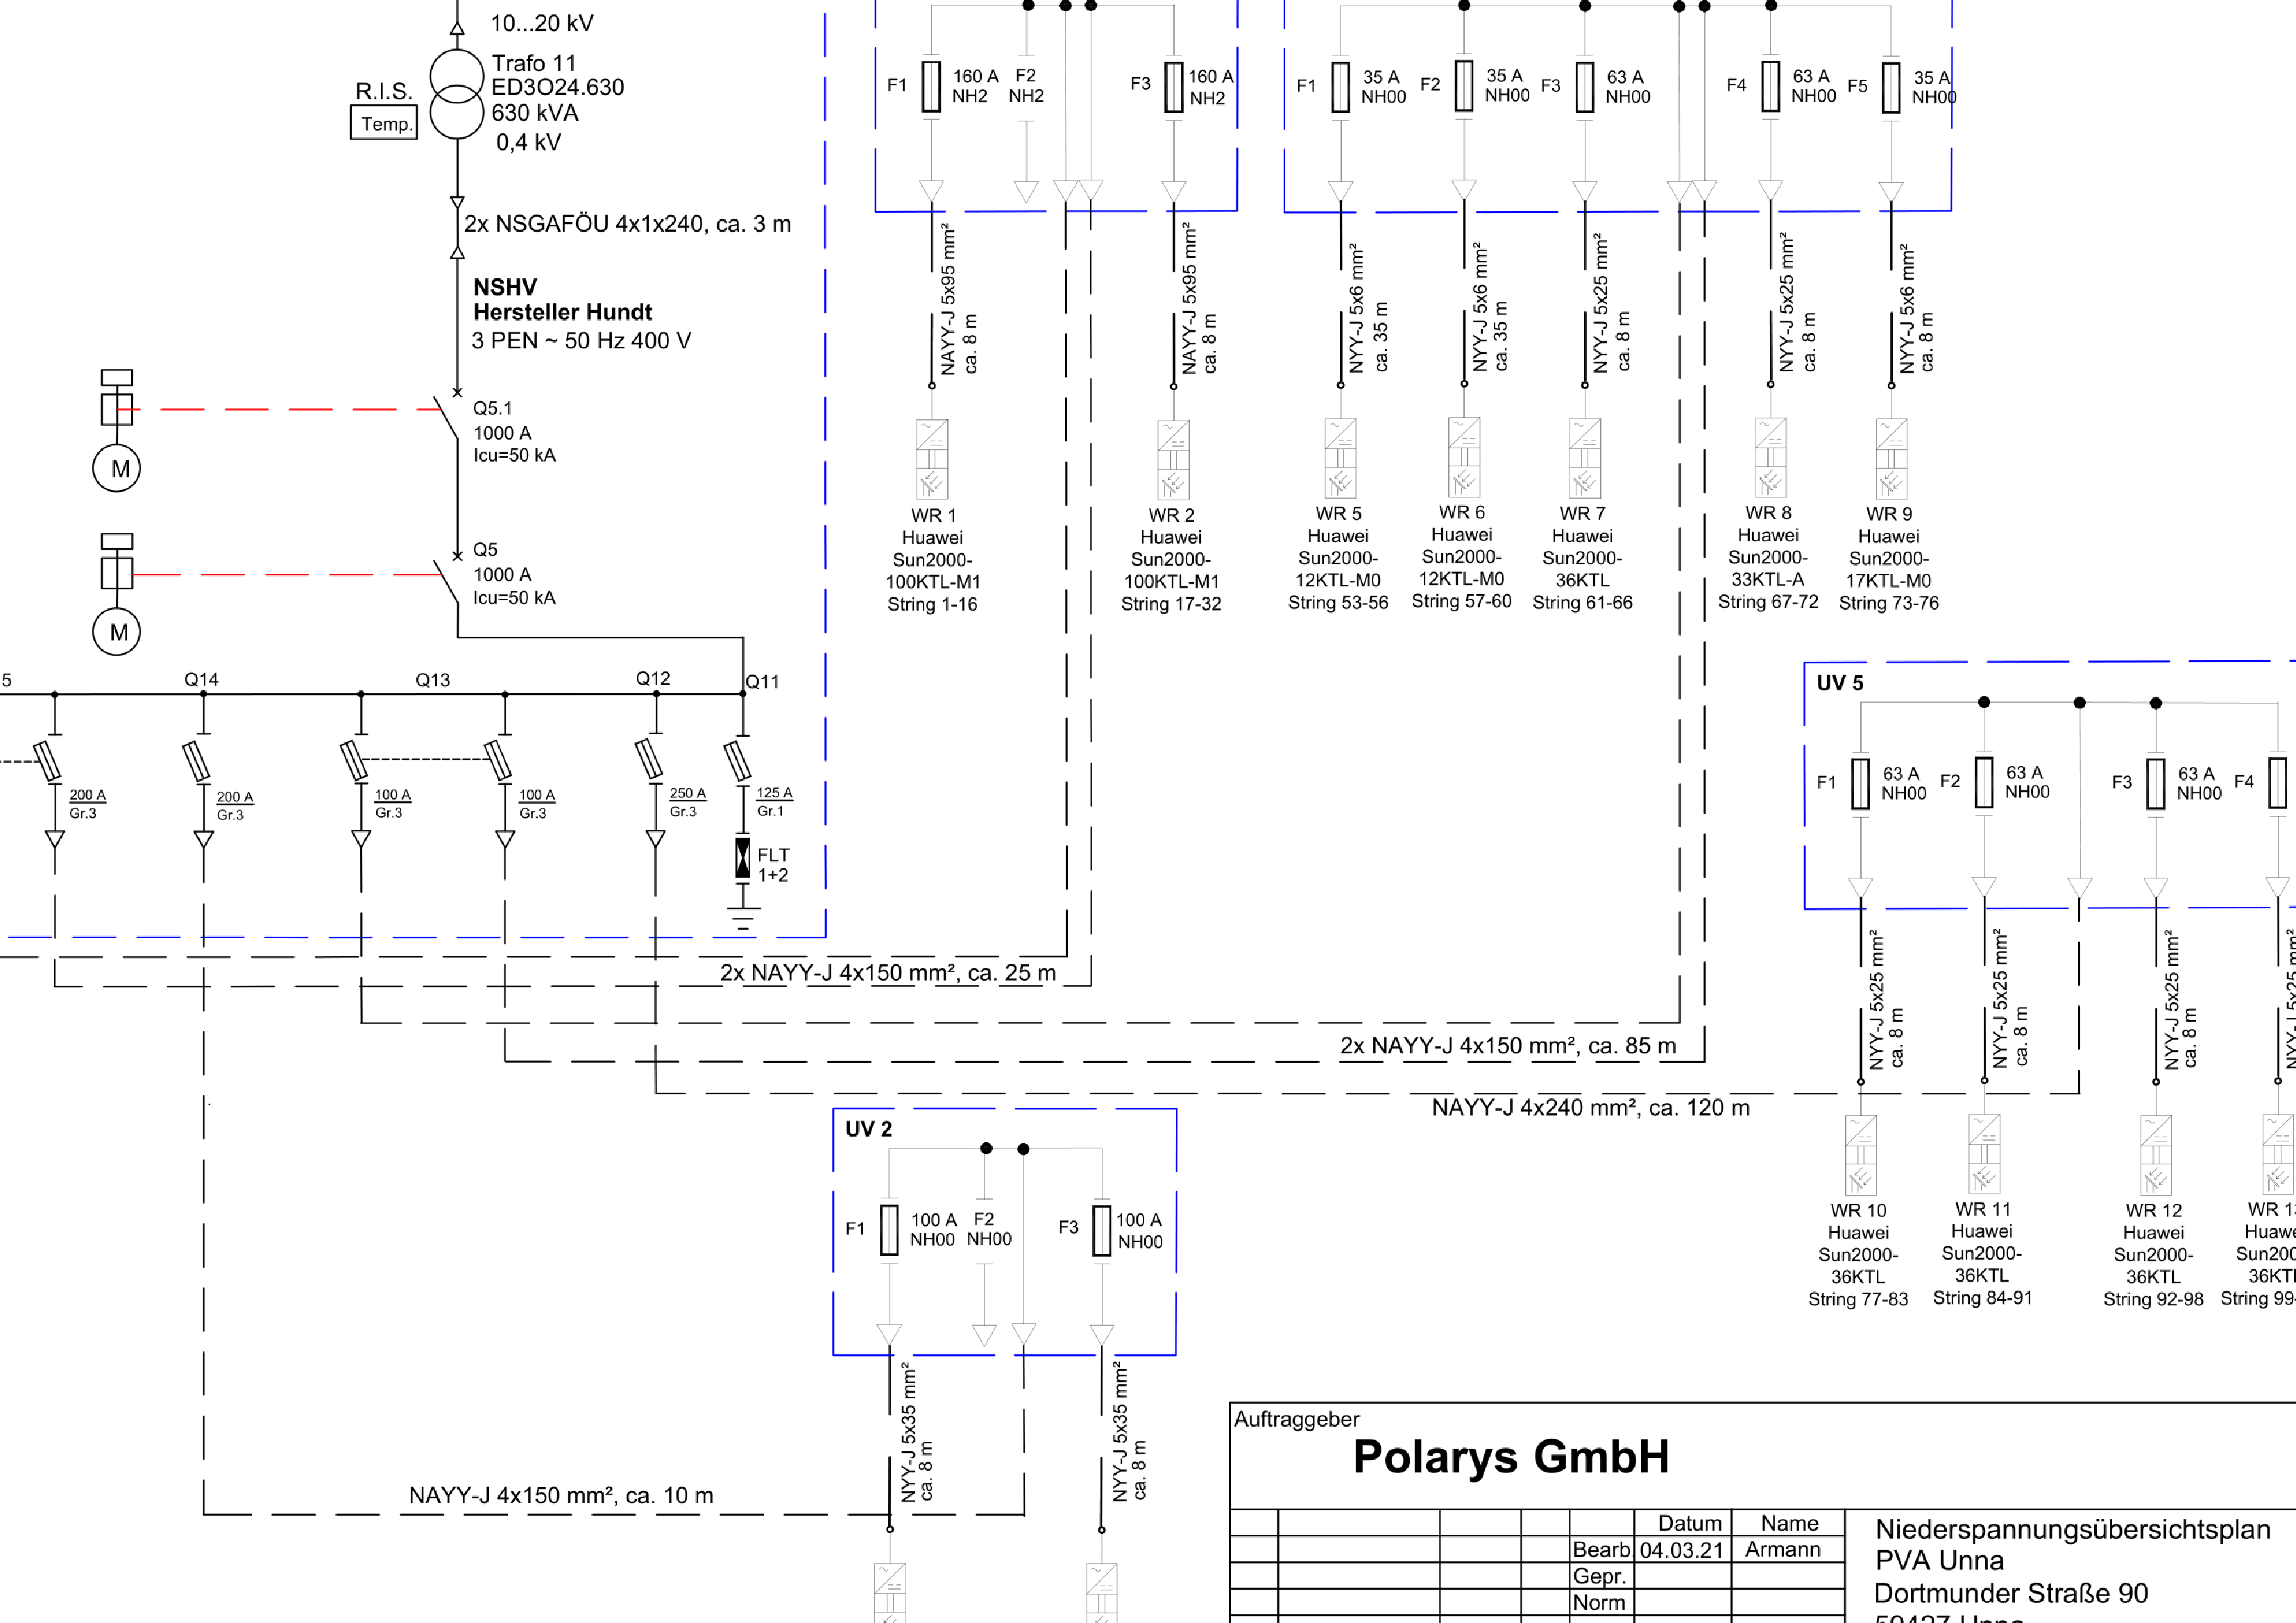 10...20 kV
Trafo 11
ED3O24.630
630 kVA
0,4 kV
R.I.S.
Temp.
2x NSGAFÖU 4x1x240, ca. 3 m
NSHV
Hersteller Hundt
3 PEN ~ 50 Hz 400 V
Q5.1
1000 A
Icu=50 kA
M
Q5
1000 A
Icu=50 kA
M
5
Q14
Q13
Q12
Q11
200 A
Gr.3
200 A
Gr.3
100 A
Gr.3
100 A
Gr.3
250 A
Gr.3
125 A
Gr.1
FLT
1+2
F1
160 A
NH2
F2
NH2
F3
160 A
NH2
NAYY-J 5x95 mm²
ca. 8 m
NAYY-J 5x95 mm²
ca. 8 m
WR 1
Huawei
Sun2000-
100KTL-M1
String 1-16
WR 2
Huawei
Sun2000-
100KTL-M1
String 17-32
F1
35 A
NH00
F2
35 A
NH00
F3
63 A
NH00
F4
63 A
NH00
F5
35 A
NH00
NYY-J 5x6 mm²
ca. 35 m
NYY-J 5x6 mm²
ca. 35 m
NYY-J 5x25 mm²
ca. 8 m
NYY-J 5x25 mm²
ca. 8 m
NYY-J 5x6 mm²
ca. 8 m
WR 5
Huawei
Sun2000-
12KTL-M0
String 53-56
WR 6
Huawei
Sun2000-
12KTL-M0
String 57-60
WR 7
Huawei
Sun2000-
36KTL
String 61-66
WR 8
Huawei
Sun2000-
33KTL-A
String 67-72
WR 9
Huawei
Sun2000-
17KTL-M0
String 73-76
2x NAYY-J 4x150 mm², ca. 25 m
2x NAYY-J 4x150 mm², ca. 85 m
NAYY-J 4x240 mm², ca. 120 m
UV 5
F1
63 A
NH00
F2
63 A
NH00
F3
63 A
NH00
F4
NYY-J 5x25 mm²
ca. 8 m
NYY-J 5x25 mm²
ca. 8 m
NYY-J 5x25 mm²
ca. 8 m
NYY-J 5x25 mm²
WR 10
Huawei
Sun2000-
36KTL
String 77-83
WR 11
Huawei
Sun2000-
36KTL
String 84-91
WR 12
Huawei
Sun2000-
36KTL
String 92-98
WR
String 99-
UV 2
F1
100 A
NH00
F2
NH00
F3
100 A
NH00
NYY-J 5x35 mm²
ca. 8 m
NYY-J 5x35 mm²
ca. 8 m
NAYY-J 4x150 mm², ca. 10 m
Auftraggeber
Polarys GmbH
Datum Name
Bearb. 04.03.21 Armann
Gepr.
Norm
Niederspannungsübersichtsplan
PVA Unna
Dortmunder Straße 90